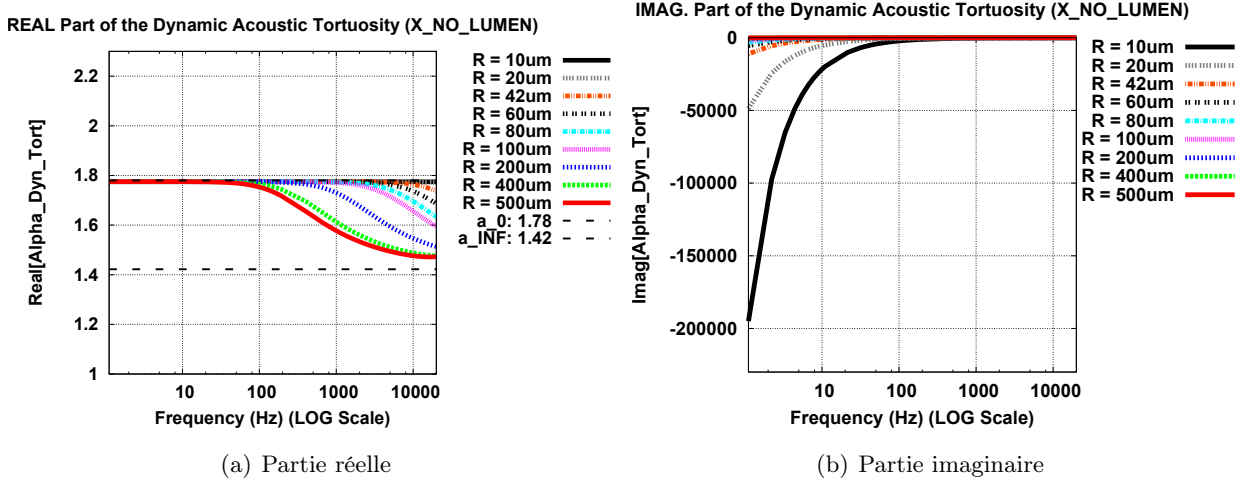 REAL Part of the Dynamic Acoustic Tortuosity (X_NO_LUMEN)
Real[Alpha_Dyn_Tort]
2.2
2
1.8
1.6
1.4
1.2
1
10
100
1000
10000
Frequency (Hz) (LOG Scale)
R = 10um
R = 20um
R = 42um
R = 60um
R = 80um
R = 100um
R = 200um
R = 400um
R = 500um
a_0: 1.78
a_INF: 1.42
(a) Partie réelle
IMAG. Part of the Dynamic Acoustic Tortuosity (X_NO_LUMEN)
Imag[Alpha_Dyn_Tort]
0
-50000
-100000
-150000
-200000
10
100
1000
10000
Frequency (Hz) (LOG Scale)
R = 10um
R = 20um
R = 42um
R = 60um
R = 80um
R = 100um
R = 200um
R = 400um
R = 500um
(b) Partie imaginaire